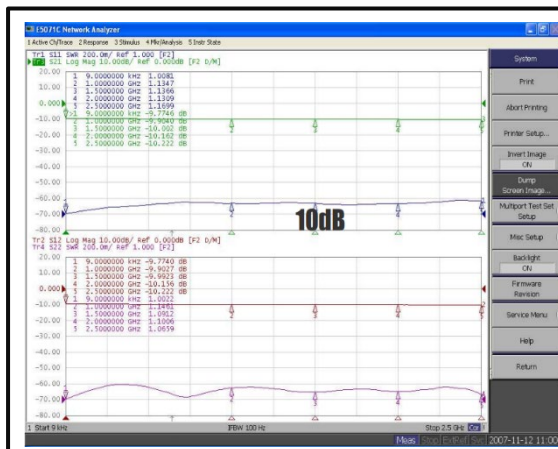 E5071C Network Analyzer
1 Active Ch/Trace 2 Response 3 Stimulus 4 Mkr/Analysis 5 Instr State
Tr1 S11 SWR 200.0m/ Ref 1.000 [F2]
Tr3 S21 Log Mag 10.00dB/ Ref 0.000dB [F2 D/M]
20.00
1 9.0000000 kHz 1.0081
2 1.0000000 GHz 1.1347
3 1.5000000 GHz 1.1366
4 2.0000000 GHz 1.1309
5 2.5000000 GHz 1.1699
>1 9.0000000 kHz -9.7746 dB
2 1.0000000 GHz -9.9040 dB
3 1.5000000 GHz -10.002 dB
4 2.0000000 GHz -10.162 dB
5 2.5000000 GHz -10.222 dB
10.00
0.000
-10.00
-20.00
-30.00
-40.00
-50.00
-60.00
-70.00
-80.00
10dB
Tr2 S12 Log Mag 10.00dB/ Ref 0.000dB [F2 D/M]
Tr4 S22 SWR 200.0m/ Ref 1.000 [F2]
20.00
1 9.0000000 kHz -9.7740 dB
2 1.0000000 GHz -9.9027 dB
3 1.5000000 GHz -9.9923 dB
4 2.0000000 GHz -10.156 dB
5 2.5000000 GHz -10.222 dB
1 9.0000000 kHz 1.0022
2 1.0000000 GHz 1.1461
3 1.5000000 GHz 1.0912
4 2.0000000 GHz 1.1006
5 2.5000000 GHz 1.0659
10.00
0.000
-10.00
-20.00
-30.00
-40.00
-50.00
-60.00
-70.00
-80.00
1 Start 9 kHz IFBW 100 Hz Stop 2.5 GHz Cor
Meas Stop ExtRef Svc 2007-11-12 11:00
System
Print
Abort Printing
Printer Setup...
Invert Image
ON
Dump
Screen Image...
Multiport Test Set
Setup
Misc Setup
Backlight
ON
Firmware
Revision
Service Menu
Help
Return